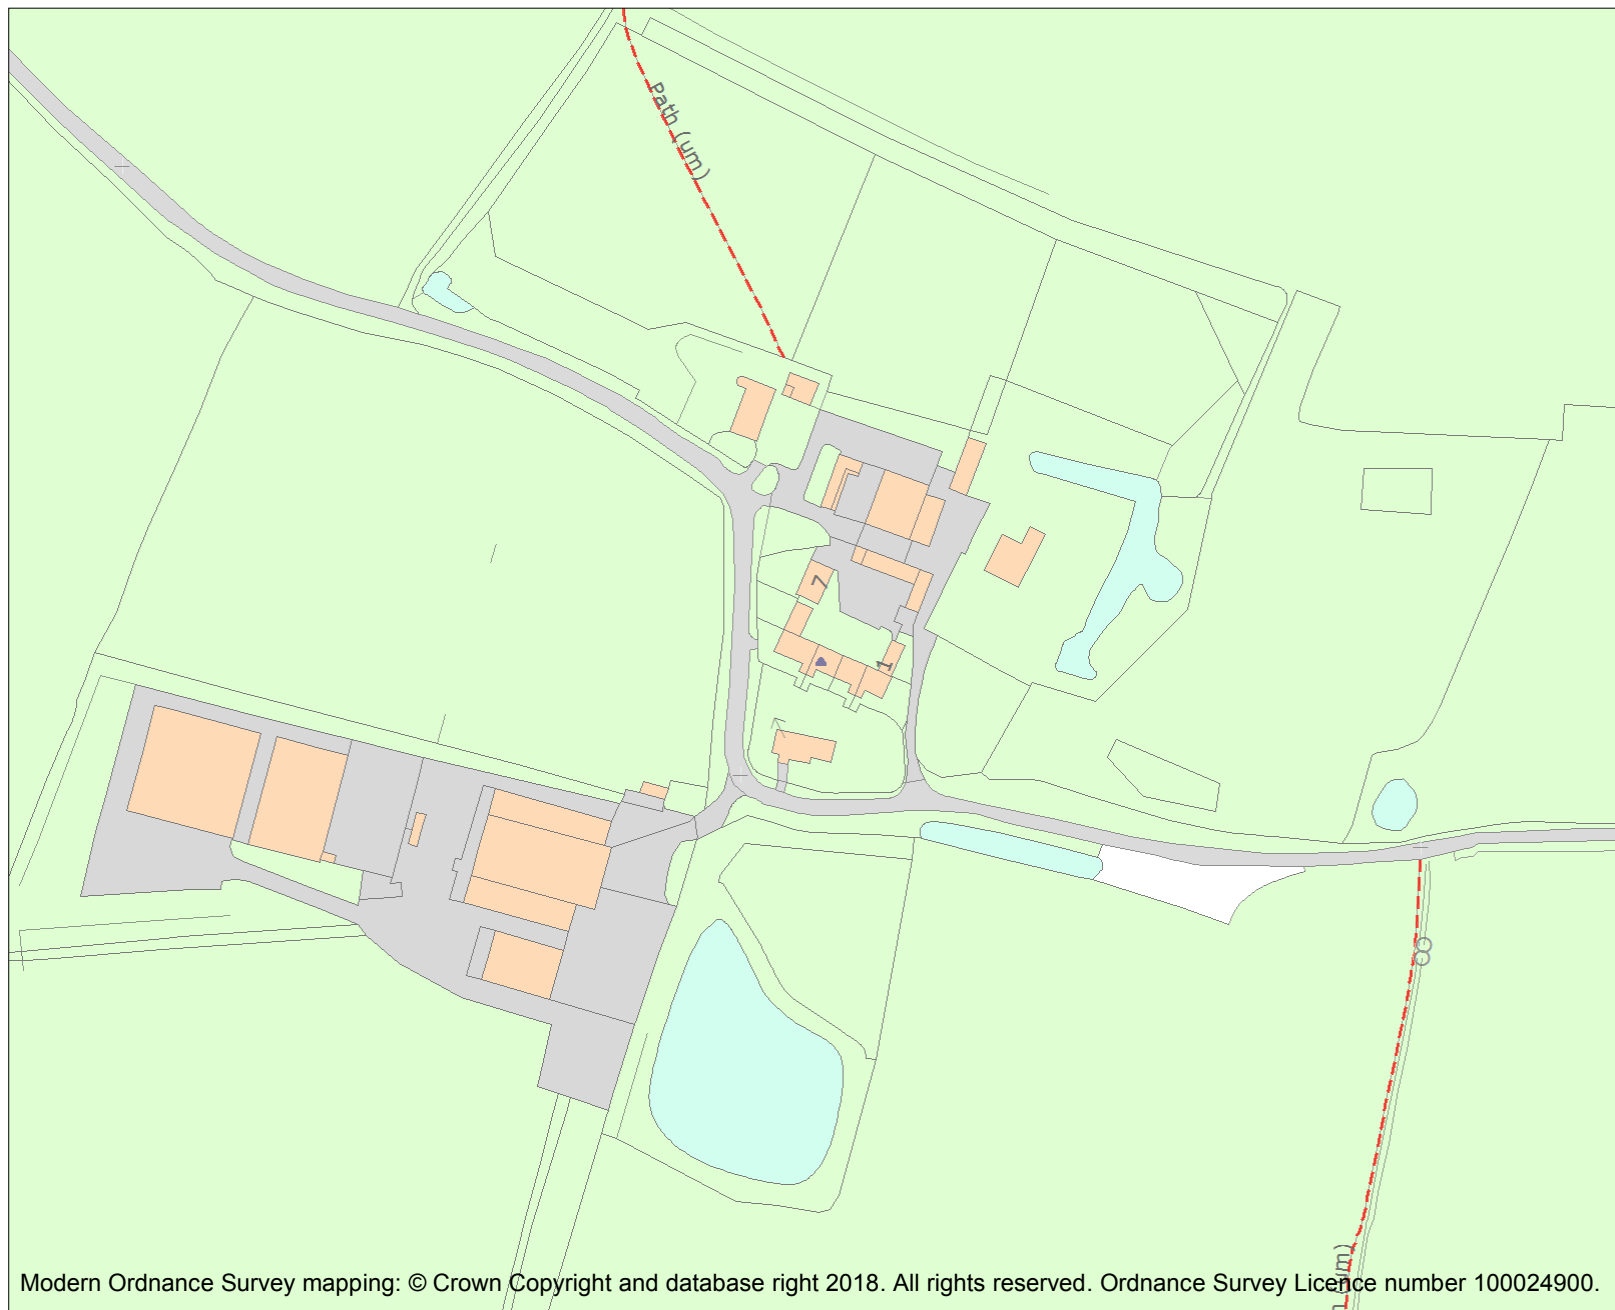 Path (um)
7
1
Modern Ordnance Survey mapping: © Crown Copyright and database right 2018. All rights reserved. Ordnance Survey Licence number 100024900.